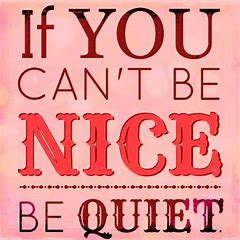 If YOU
CAN'T BE
NICE
BE QUIET.